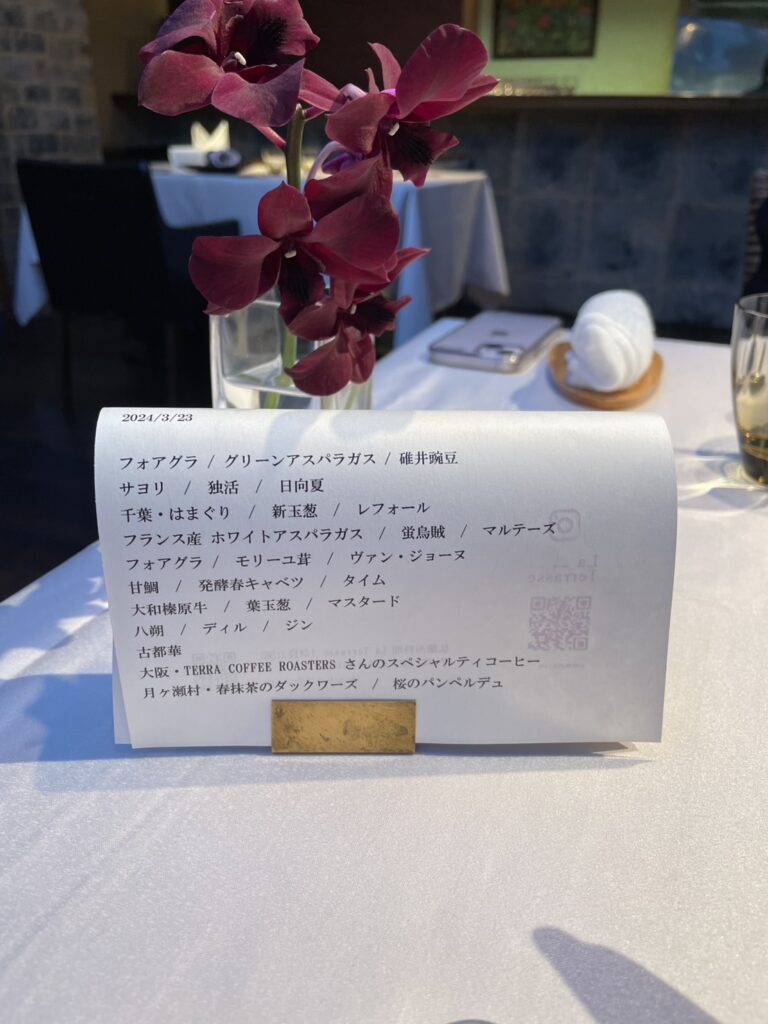 2024/3/23
フォアグラ / グリーンアスパラガス / 碓井豌豆
サヨリ / 独活 / 日向夏
千葉・はまぐり / 新玉葱 / レフォール
フランス産 ホワイトアスパラガス / 蛍烏賊 / マルテーズ
フォアグラ / モリーユ茸 / ヴァン・ジョーヌ
甘鯛 / 発酵春キャベツ / タイム
大和榛原牛 / 葉玉葱 / マスタード
八朔 / ディル / ジン
古都華
大阪・TERRA COFFEE ROASTERS さんのスペシャルティコーヒー
月ヶ瀬村・春抹茶のダックワーズ / 桜のパンペルデュ
La
Terrasse